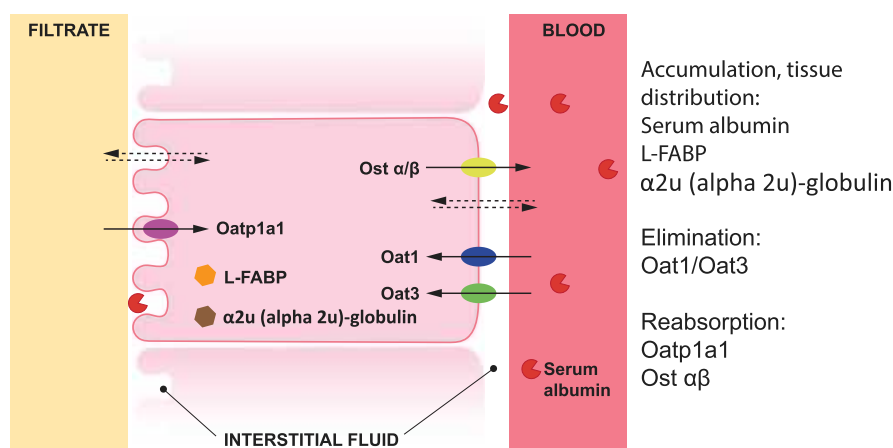 FILTRATE
BLOOD
Ost α/β
Oatp1a1
Oat1
L-FABP
Oat3
α2u (alpha 2u)-globulin
Serum
albumin
INTERSTITIAL FLUID
Accumulation, tissue
distribution:
Serum albumin
L-FABP
α2u (alpha 2u)-globulin
Elimination:
Oat1/Oat3
Reabsorption:
Oatp1a1
Ost αβ